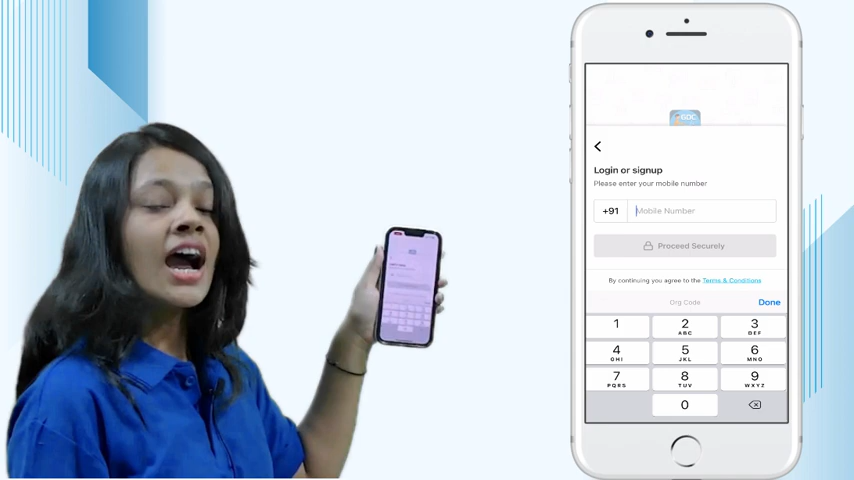 GDC
Login or signup
Please enter your mobile number
+91 Mobile Number
Proceed Securely
By continuing you agree to the Terms & Conditions
Org Code Done
1 2 3
ABC DEF
4 5 6
GHI JKL MNO
7 8 9
PQRS TUV WXYZ
0